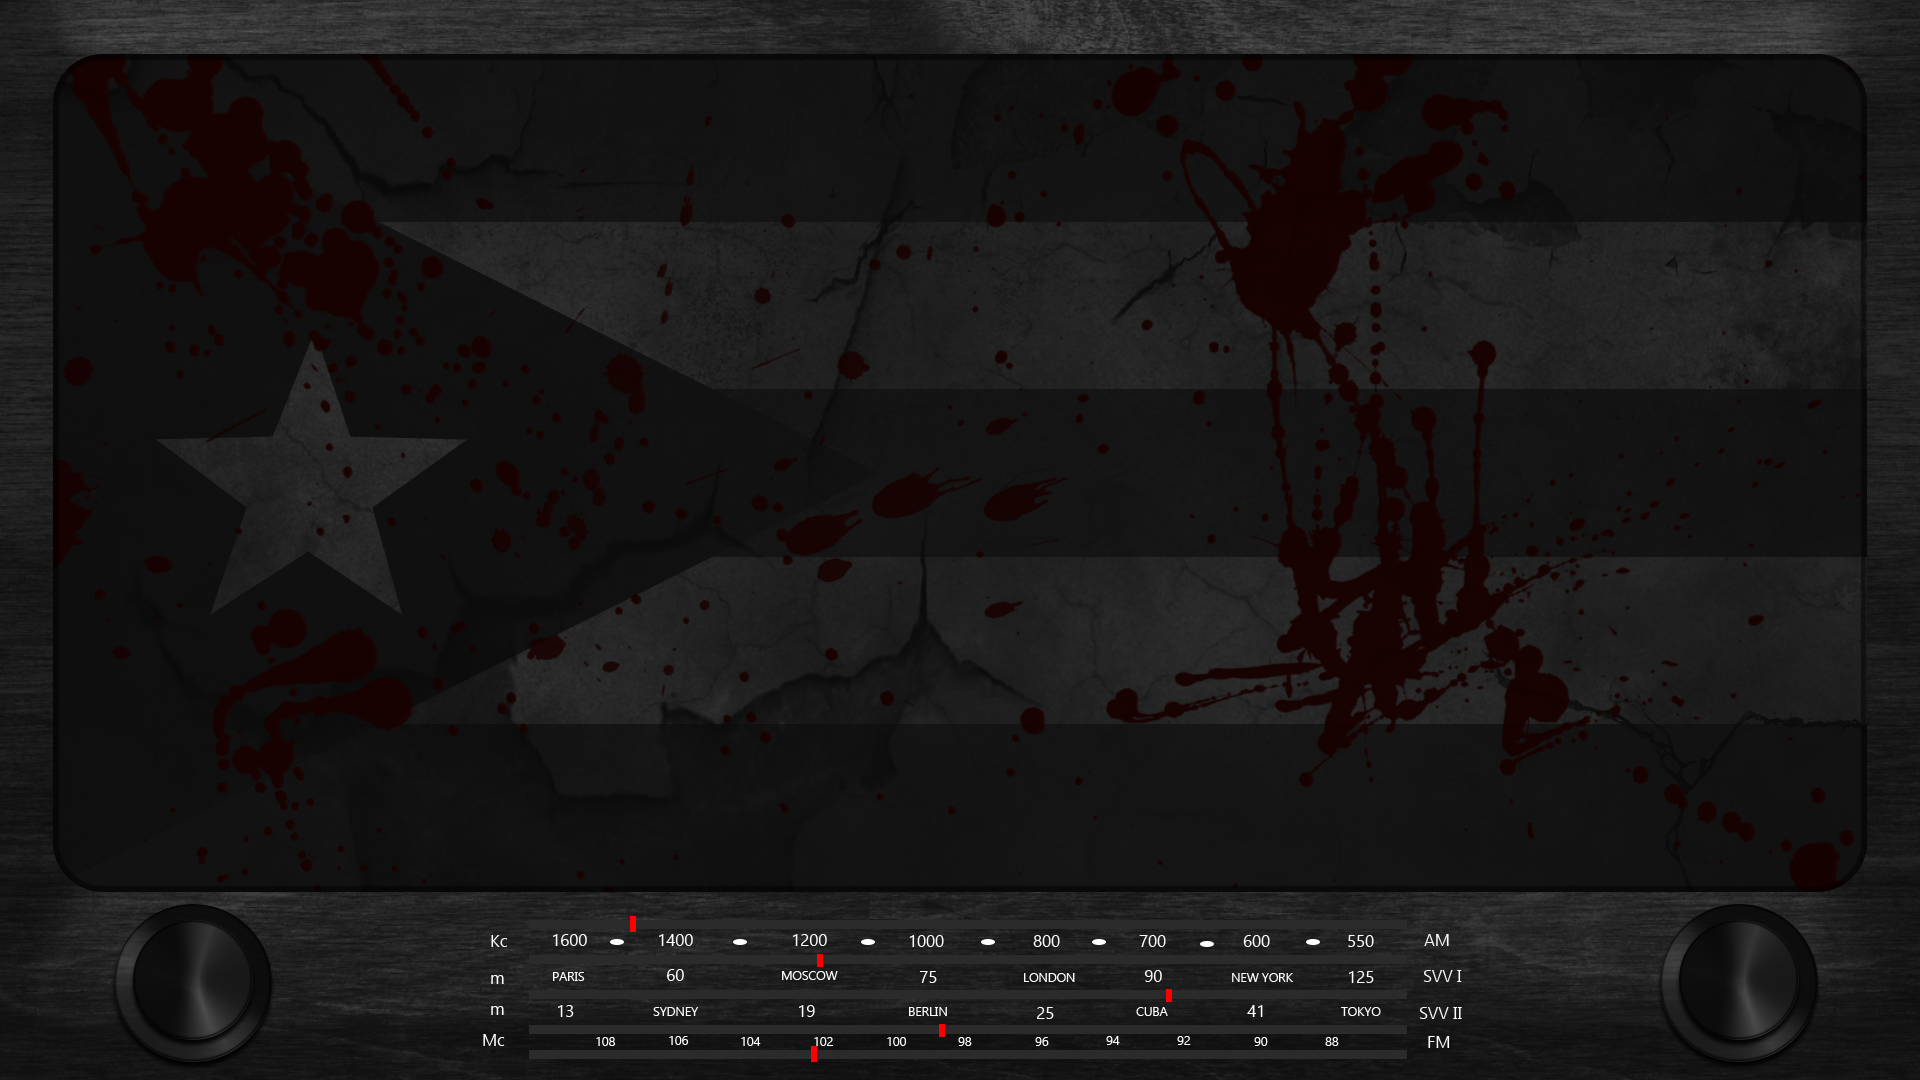 Kc 1600 1400 1200 1000 800 700 600 550 AM
m PARIS 60 MOSCOW 75 LONDON 90 NEW YORK 125 SVV I
m 13 SYDNEY 19 BERLIN 25 CUBA 41 TOKYO SVV II
Mc 108 106 104 102 100 98 96 94 92 90 88 FM